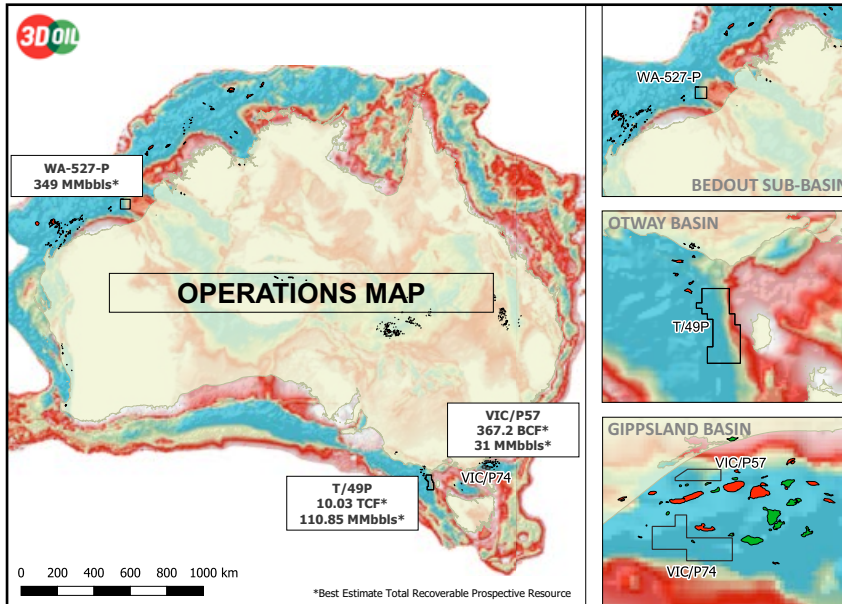 3D OIL
WA-527-P
349 MMbbls*
OPERATIONS MAP
VIC/P57
367.2 BCF*
31 MMbbls*
VIC/P74
T/49P
10.03 TCF*
110.85 MMbbls*
0 200 400 600 800 1000 km
*Best Estimate Total Recoverable Prospective Resource
WA-527-P
BEDOUT SUB-BASIN
OTWAY BASIN
T/49P
GIPPSLAND BASIN
VIC/P57
VIC/P74